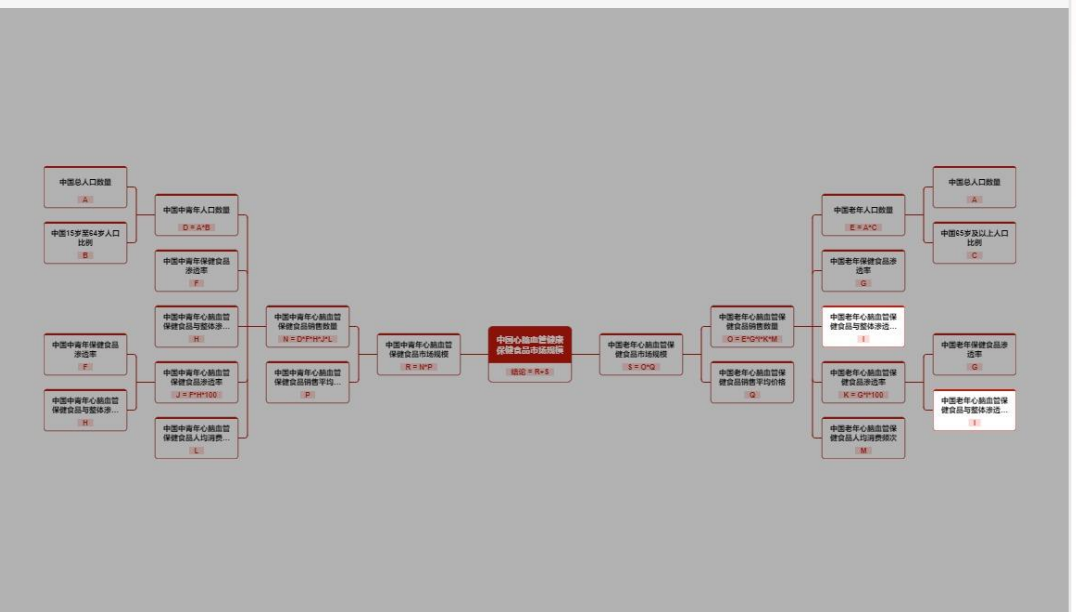 中国总人口数量
A
中国15岁至64岁人口
比例
B
中国中青年人口数量
D = A*B
中国中青年保健食品
渗透率
F
中国中青年心脑血管
保健食品与整体渗...
H
中国中青年保健食品
渗透率
F
中国中青年心脑血管
保健食品与整体渗...
H
中国中青年心脑血管
保健食品渗透率
J = F*H*100
中国中青年心脑血管
保健食品人均消费...
L
中国中青年心脑血管
保健食品销售数量
N = D*F*H*J*L
中国中青年心脑血管
保健食品销售平均...
P
中国中青年心脑血管
保健食品市场规模
R = N*P
中国心脑血管健康
保健食品市场规模
结论 = R+S
中国老年心脑血管保
健食品市场规模
S = O*Q
中国老年心脑血管保
健食品销售数量
O = E*G*I*K*M
中国老年心脑血管保
健食品销售平均价格
Q
中国老年人口数量
E = A*C
中国老年保健食品渗
透率
G
中国老年心脑血管保
健食品与整体渗透...
I
中国老年心脑血管保
健食品渗透率
K = G*I*100
中国老年心脑血管保
健食品人均消费频次
M
中国总人口数量
A
中国65岁及以上人口
比例
C
中国老年保健食品渗
透率
G
中国老年心脑血管保
健食品与整体渗透...
I